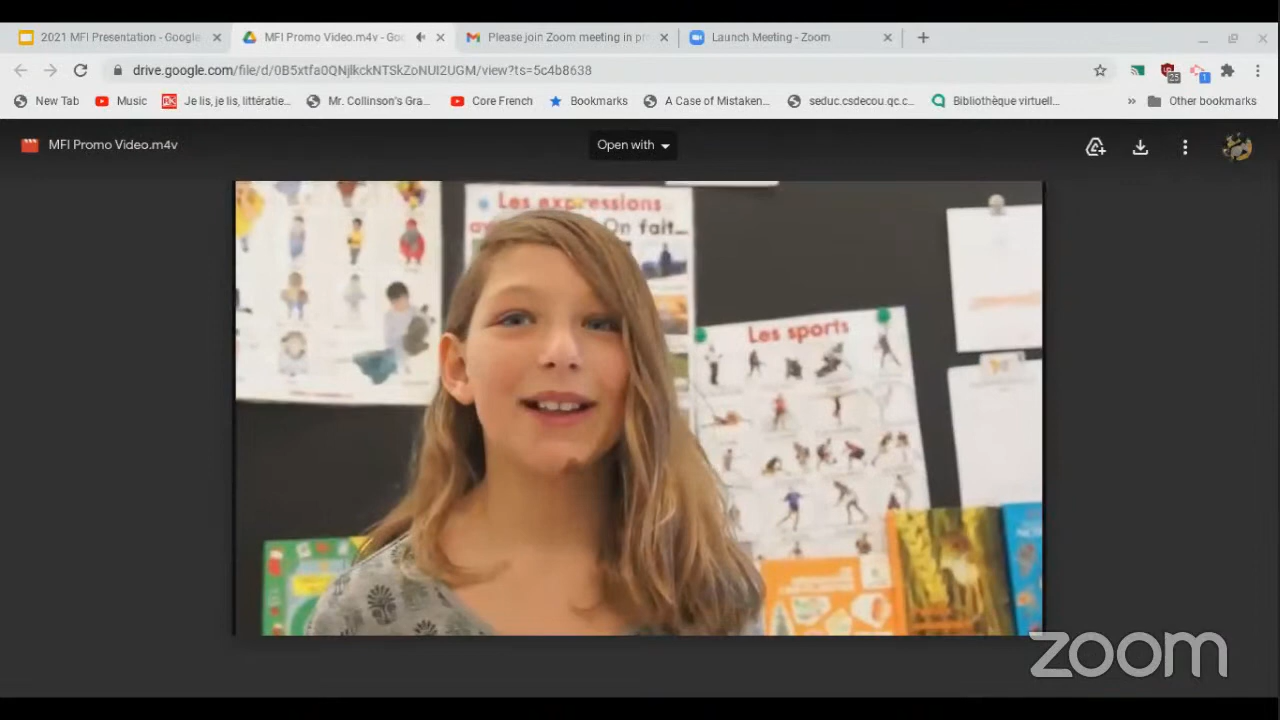 2021 MFI Presentation - Google
MFI Promo Video.m4v - Goo
Please join Zoom meeting in pr
Launch Meeting - Zoom
drive.google.com/file/d/0B5xtfa0QNjlkckNTSkZoNUI2UGM/view?ts=5c4b8638
25
1
New Tab
Music
Je lis, je lis, littératie...
Mr. Collinson's Gra...
Core French
Bookmarks
A Case of Mistaken...
seduc.csdecou.qc.c...
Bibliothèque virtuell...
»
Other bookmarks
MFI Promo Video.m4v
Open with
Les expressions
On fait...
Les sports
zoom